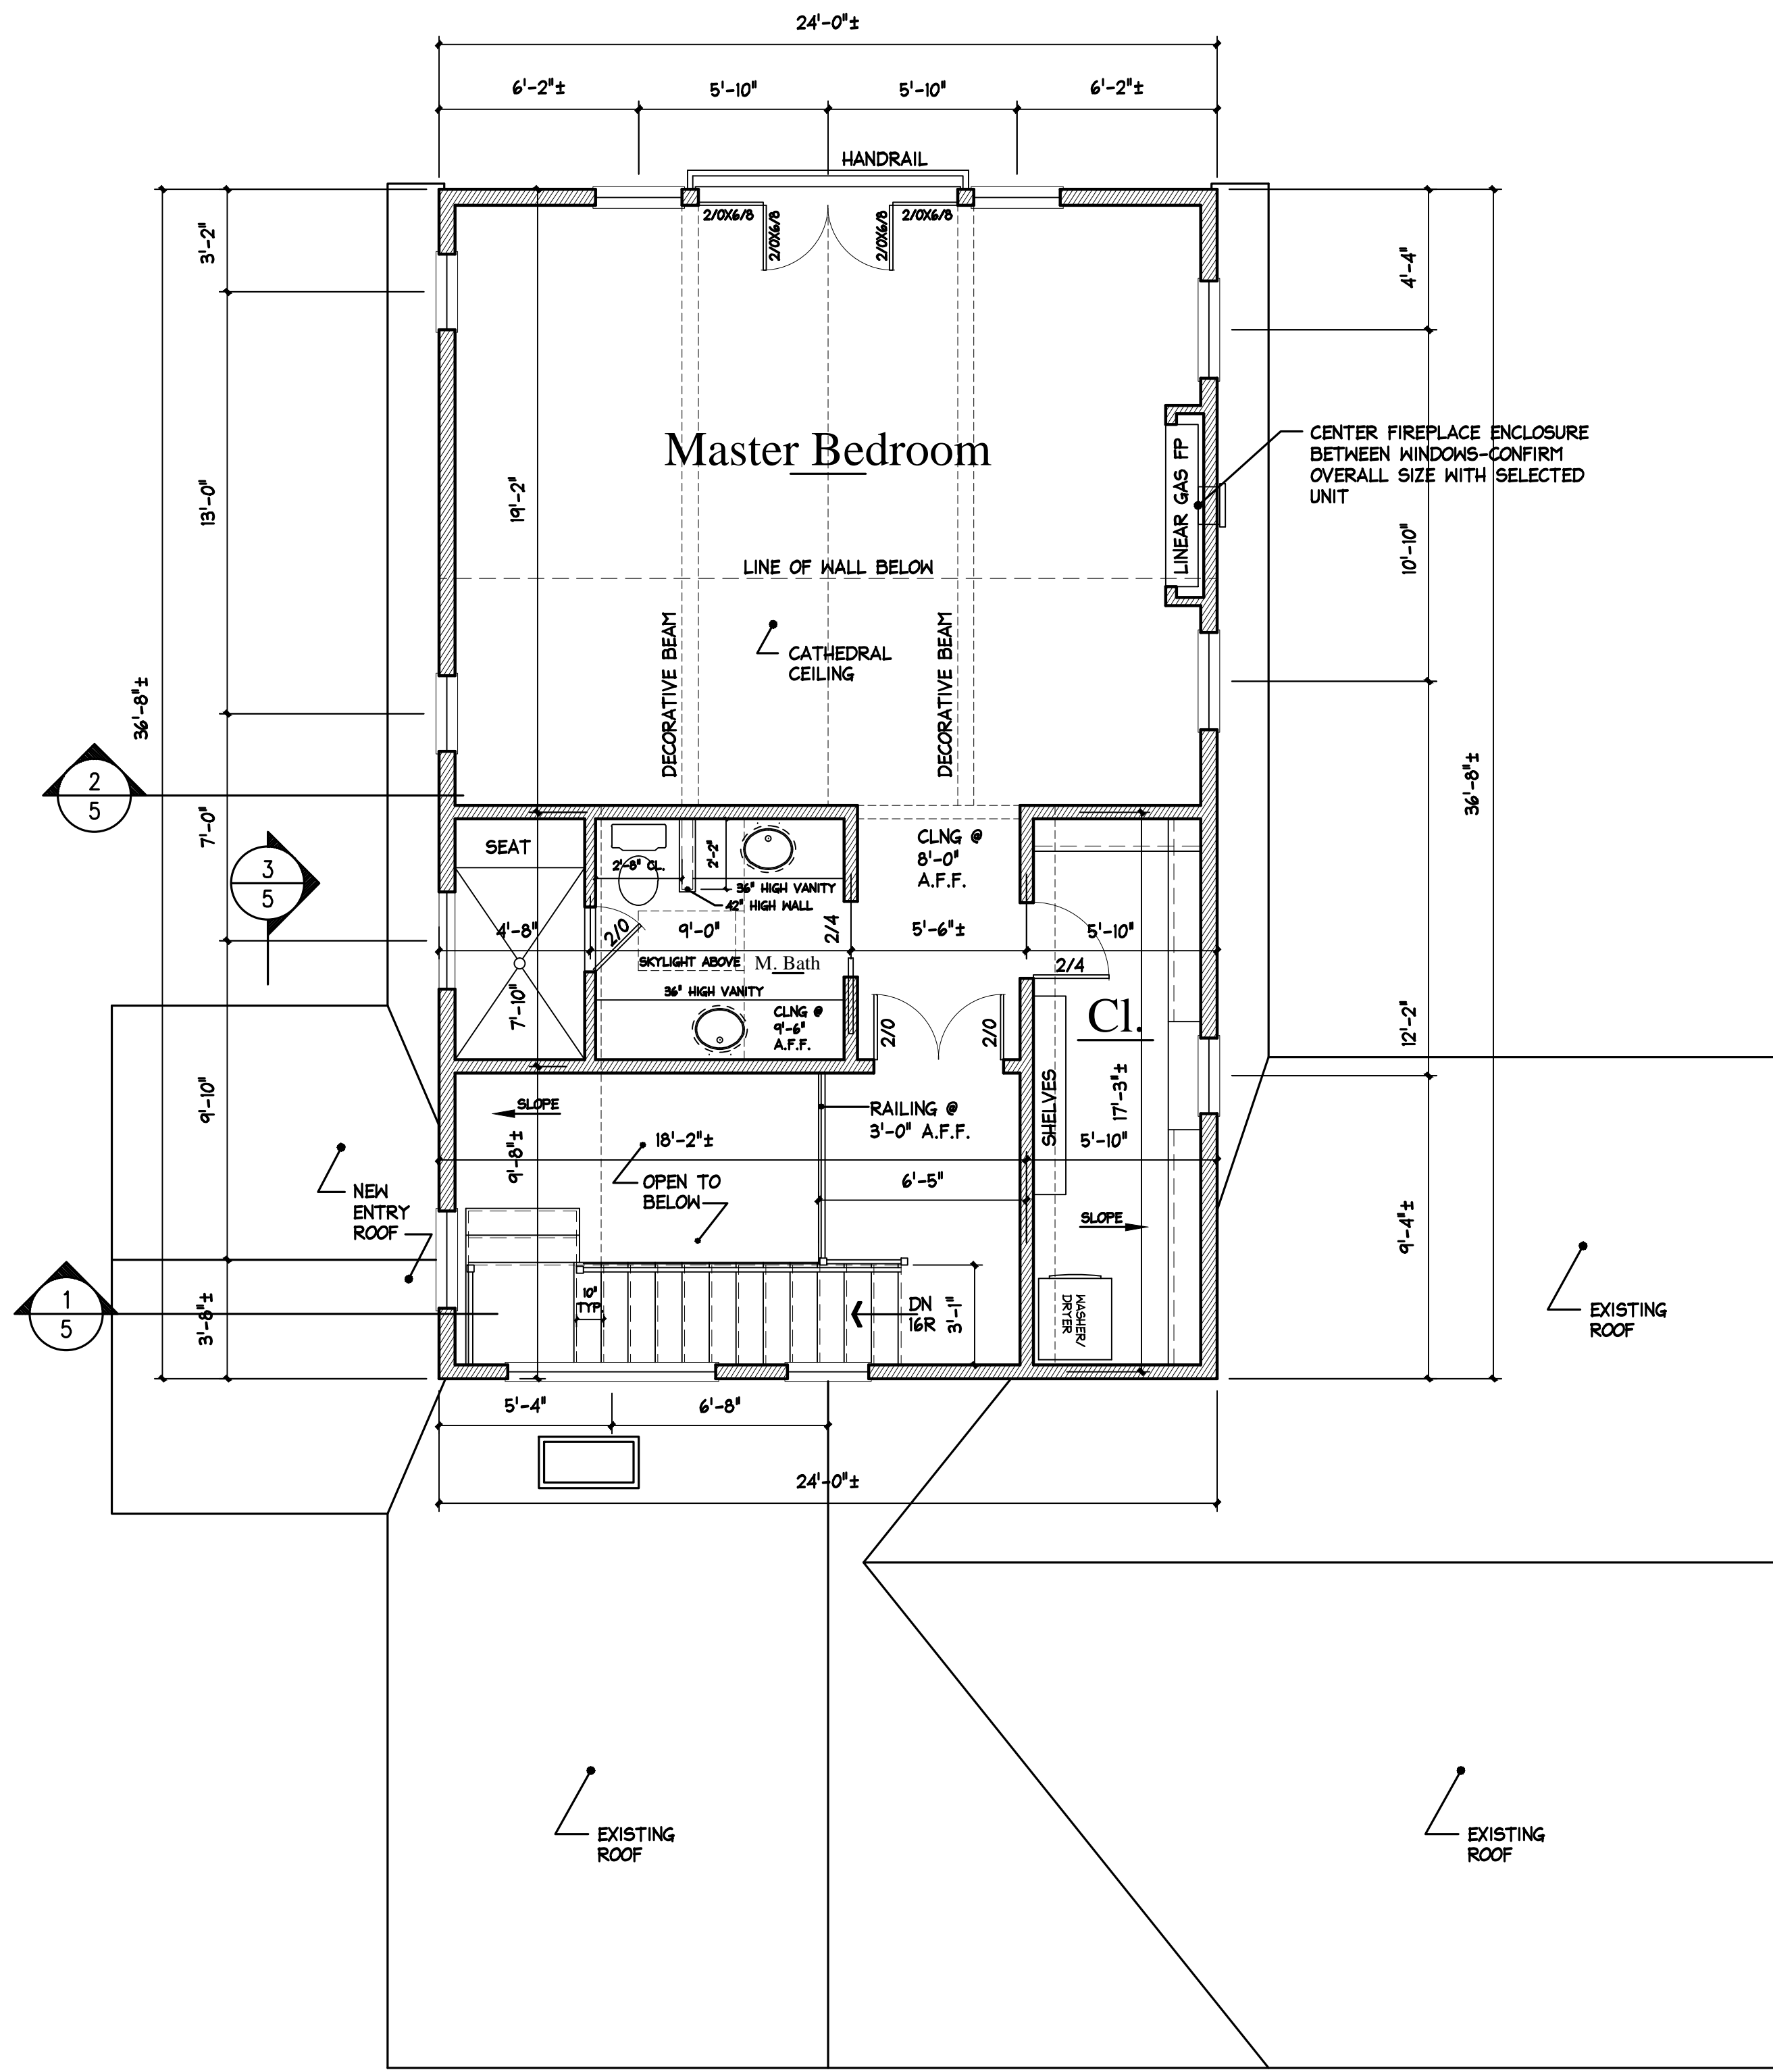 24'-0"±
6'-2"±
5'-10"
5'-10"
6'-2"±
HANDRAIL
2/0X6/8
2/0X6/8
2/0X6/8
2/0X6/8
3'-2"
4'-4"
Master Bedroom
CENTER FIREPLACE ENCLOSURE
BETWEEN WINDOWS-CONFIRM
OVERALL SIZE WITH SELECTED
UNIT
LINEAR GAS FP
13'-0"
19'-2"
10'-10"
LINE OF WALL BELOW
DECORATIVE BEAM
DECORATIVE BEAM
CATHEDRAL
CEILING
36'-8"±
36'-8"±
2
5
7'-0"
3
5
SEAT
2'-8" CL.
2'-2"
36" HIGH VANITY
42" HIGH WALL
CLNG @
8'-0"
A.F.F.
4'-8"
2/0
9'-0"
2/4
5'-6"±
5'-10"
SKYLIGHT ABOVE
M. Bath
2/4
36" HIGH VANITY
7'-10"
CLNG @
9'-6"
A.F.F.
2/0
2/0
Cl.
12'-2"
9'-10"
SLOPE
RAILING @
3'-0" A.F.F.
SHELVES
17'-3"±
9'-8"±
18'-2"±
5'-10"
OPEN TO
BELOW
6'-5"
NEW
ENTRY
ROOF
SLOPE
9'-4"±
1
5
3'-8"±
10"
TYP.
DN
16R
3'-1"
WASHER/
DRYER
EXISTING
ROOF
5'-4"
6'-8"
24'-0"±
EXISTING
ROOF
EXISTING
ROOF